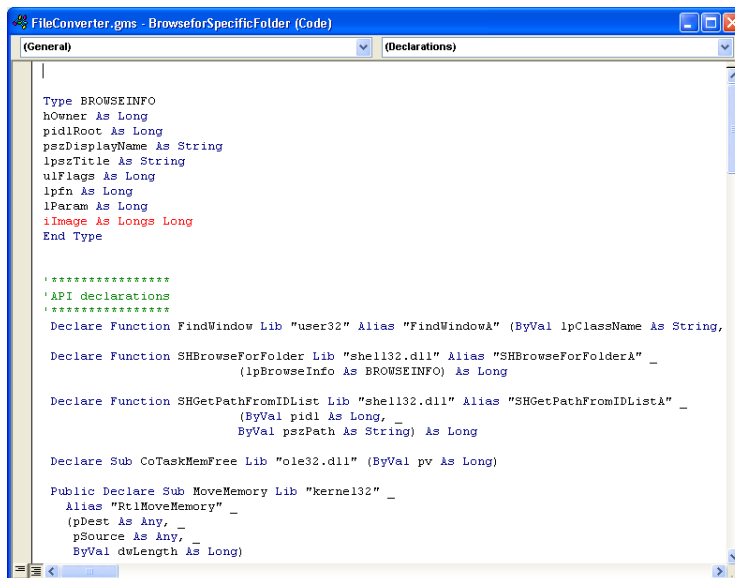 FileConverter.gms - BrowseforSpecificFolder (Code)
(General) (Declarations)
Type BROWSEINFO
hOwner As Long
pidlRoot As Long
pszDisplayName As String
lpszTitle As String
ulFlags As Long
lpfn As Long
lParam As Long
iImage As Longs Long
End Type
'****************
'API declarations
'****************
Declare Function FindWindow Lib "user32" Alias "FindWindowA" (ByVal lpClassName As String,
Declare Function SHBrowseForFolder Lib "shell32.dll" Alias "SHBrowseForFolderA" _
(lpBrowseInfo As BROWSEINFO) As Long
Declare Function SHGetPathFromIDList Lib "shell32.dll" Alias "SHGetPathFromIDListA" _
(ByVal pidl As Long, _
ByVal pszPath As String) As Long
Declare Sub CoTaskMemFree Lib "ole32.dll" (ByVal pv As Long)
Public Declare Sub MoveMemory Lib "kernel32" _
Alias "RtlMoveMemory" _
(pDest As Any, _
pSource As Any, _
ByVal dwLength As Long)